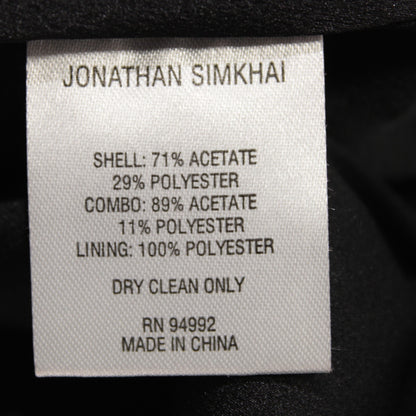 JONATHAN SIMKHAI
SHELL: 71% ACETATE
29% POLYESTER
COMBO: 89% ACETATE
11% POLYESTER
LINING: 100% POLYESTER
DRY CLEAN ONLY
RN 94992
MADE IN CHINA